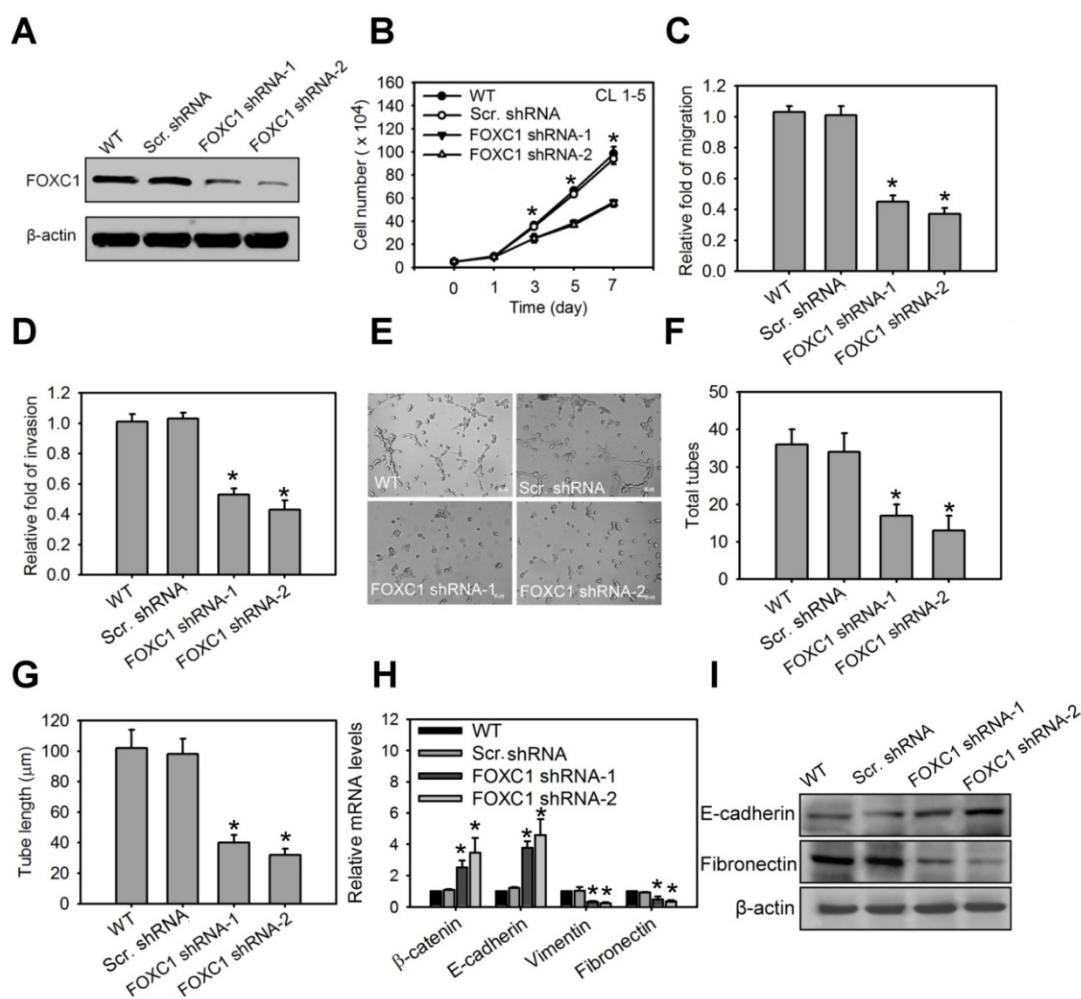 A
WT
Scr. shRNA
FOXC1 shRNA-1
FOXC1 shRNA-2
FOXC1
β-actin
B
160
140
120
100
80
60
40
20
0
Cell number ( x 10⁴)
WT
Scr. shRNA
FOXC1 shRNA-1
FOXC1 shRNA-2
CL 1-5
*
*
*
0 1 3 5 7
Time (day)
C
1.2
1.0
0.8
0.6
0.4
0.2
0.0
Relative fold of migration
*
*
WT
Scr. shRNA
FOXC1 shRNA-1
FOXC1 shRNA-2
D
1.2
1.0
0.8
0.6
0.4
0.2
0.0
Relative fold of invasion
*
*
WT
Scr. shRNA
FOXC1 shRNA-1
FOXC1 shRNA-2
E
WT
Scr. shRNA
FOXC1 shRNA-1
FOXC1 shRNA-2
F
50
40
30
20
10
0
Total tubes
*
*
WT
Scr. shRNA
FOXC1 shRNA-1
FOXC1 shRNA-2
G
120
100
80
60
40
20
0
Tube length (μm)
*
*
WT
Scr. shRNA
FOXC1 shRNA-1
FOXC1 shRNA-2
H
12
10
8
6
4
2
0
Relative mRNA levels
WT
Scr. shRNA
FOXC1 shRNA-1
FOXC1 shRNA-2
* * * * * * * *
β-catenin
E-cadherin
Vimentin
Fibronectin
I
WT
Scr. shRNA
FOXC1 shRNA-1
FOXC1 shRNA-2
E-cadherin
Fibronectin
β-actin